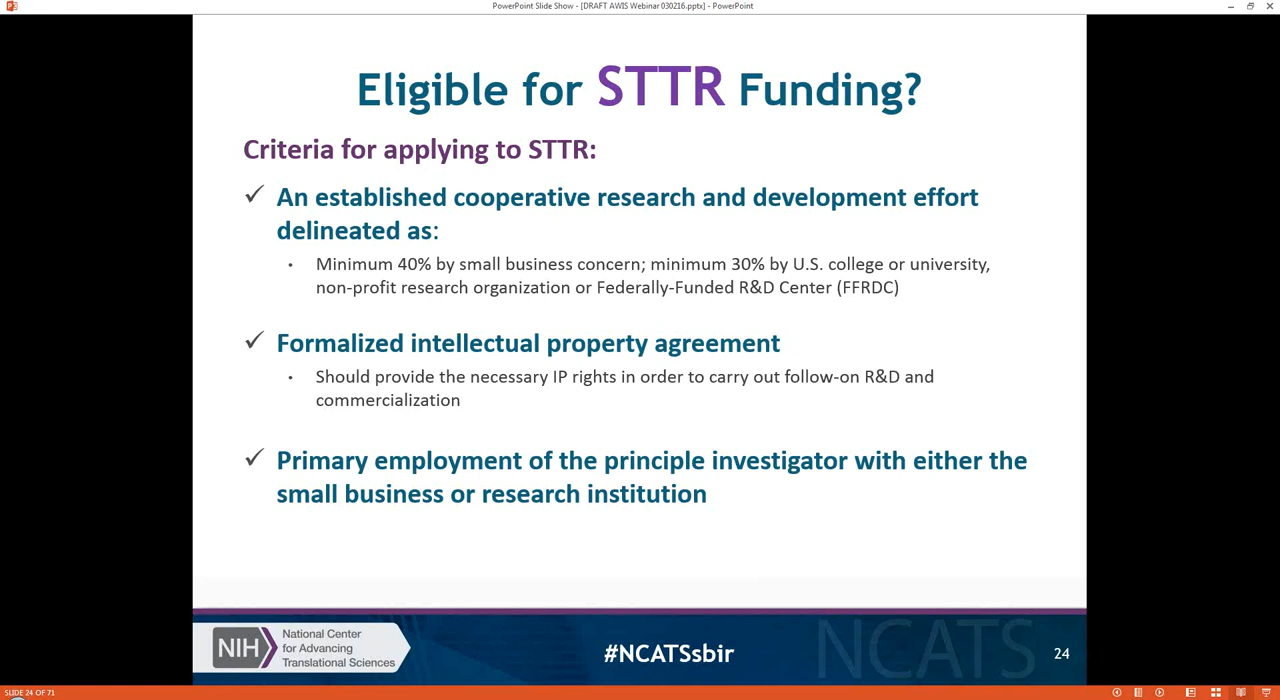 PowerPoint Slide Show - [DRAFT AWIS Webinar 030216.pptx] - PowerPoint
Eligible for STTR Funding?
Criteria for applying to STTR:
✓ An established cooperative research and development effort
delineated as:
• Minimum 40% by small business concern; minimum 30% by U.S. college or university,
non-profit research organization or Federally-Funded R&D Center (FFRDC)
✓ Formalized intellectual property agreement
• Should provide the necessary IP rights in order to carry out follow-on R&D and
commercialization
✓ Primary employment of the principle investigator with either the
small business or research institution
NIH
National Center
for Advancing
Translational Sciences
#NCATSsbir
NCATS
24
SLIDE 24 OF 71